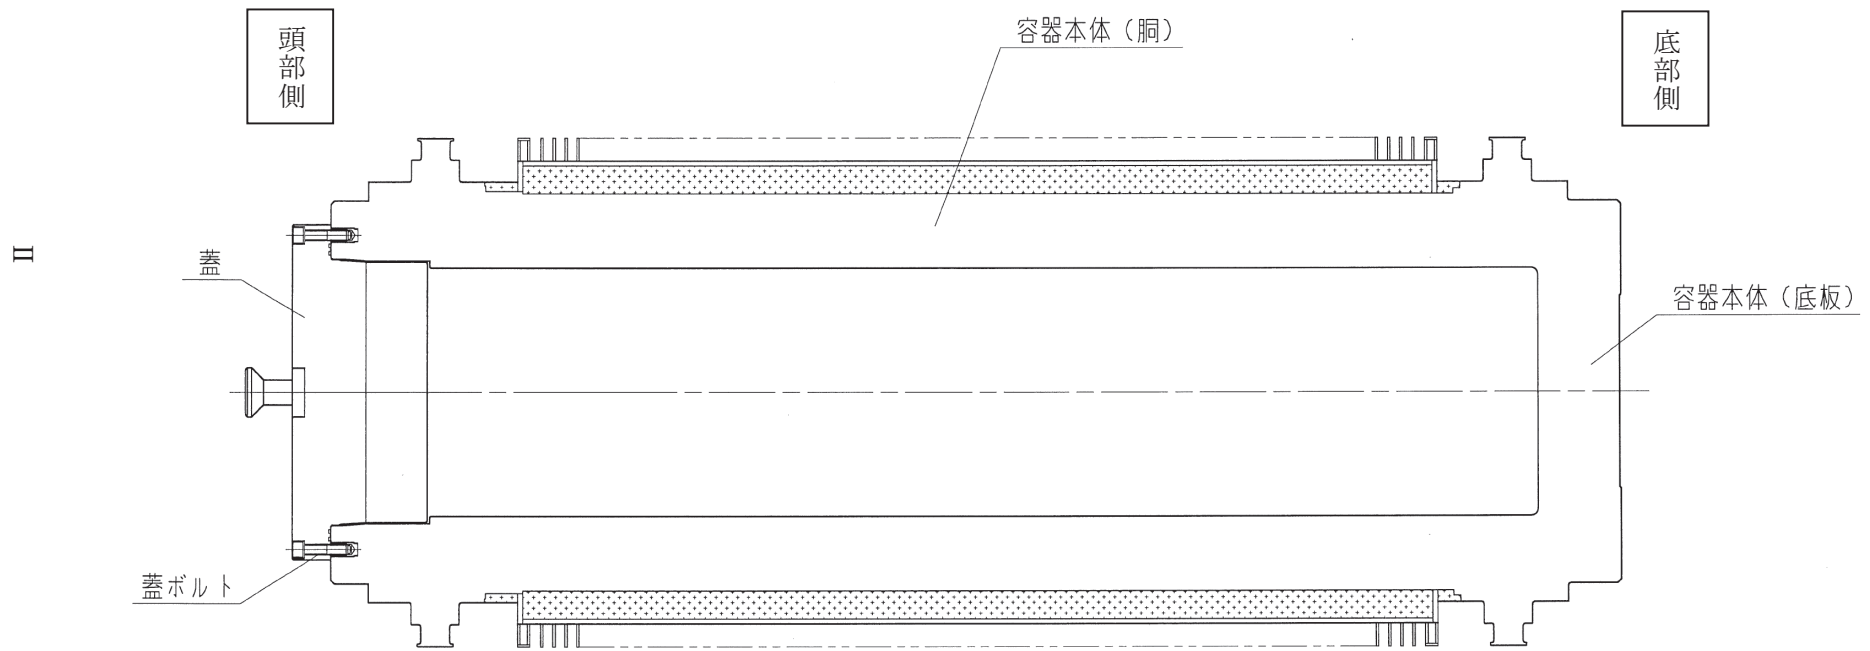 頭部側
容器本体（胴）
底部側
II
蓋
容器本体（底板）
蓋ボルト